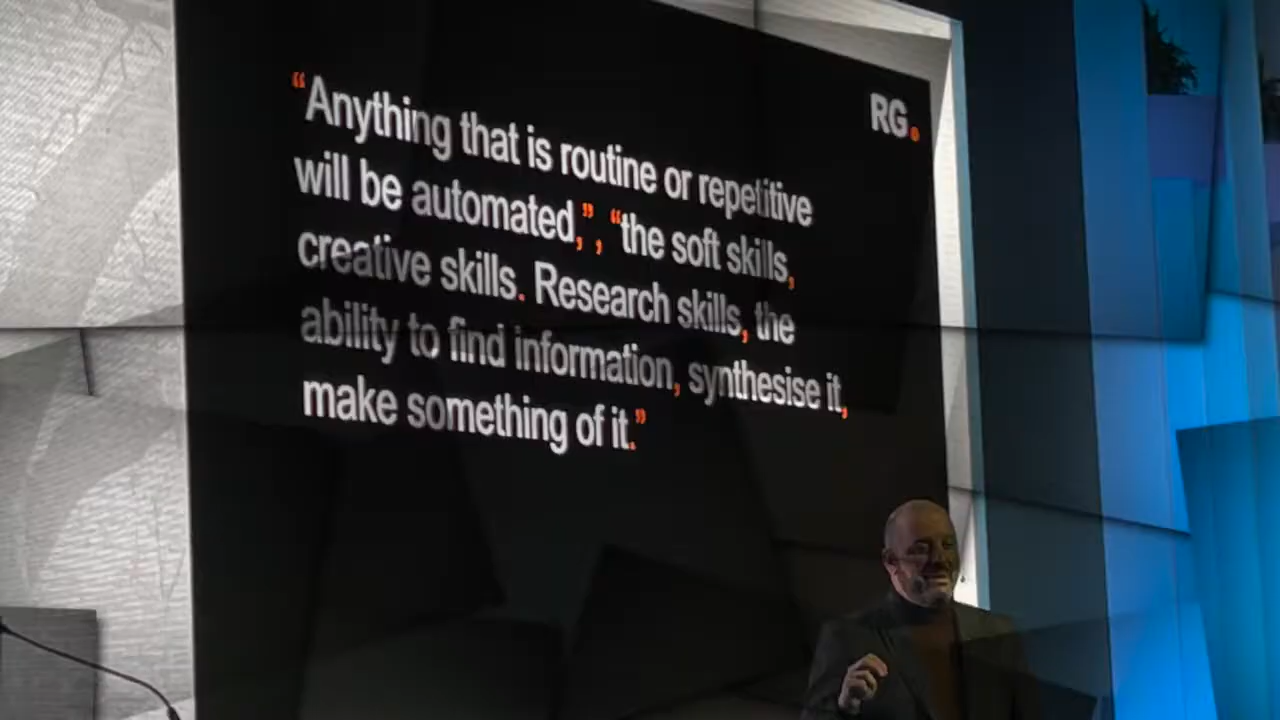 RG.
“Anything that is routine or repetitive
will be automated,”, “the soft skills,
creative skills. Research skills, the
ability to find information, synthesise it,
make something of it.”